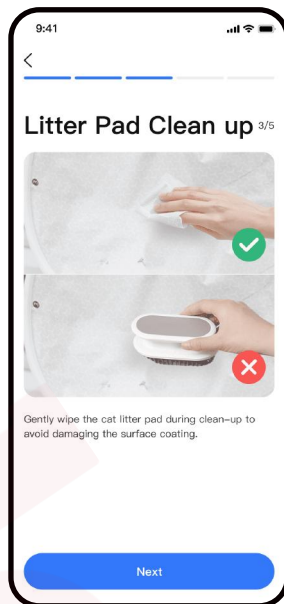 9:41
Litter Pad Clean up 3/5
Gently wipe the cat litter pad during clean-up to
avoid damaging the surface coating.
Next